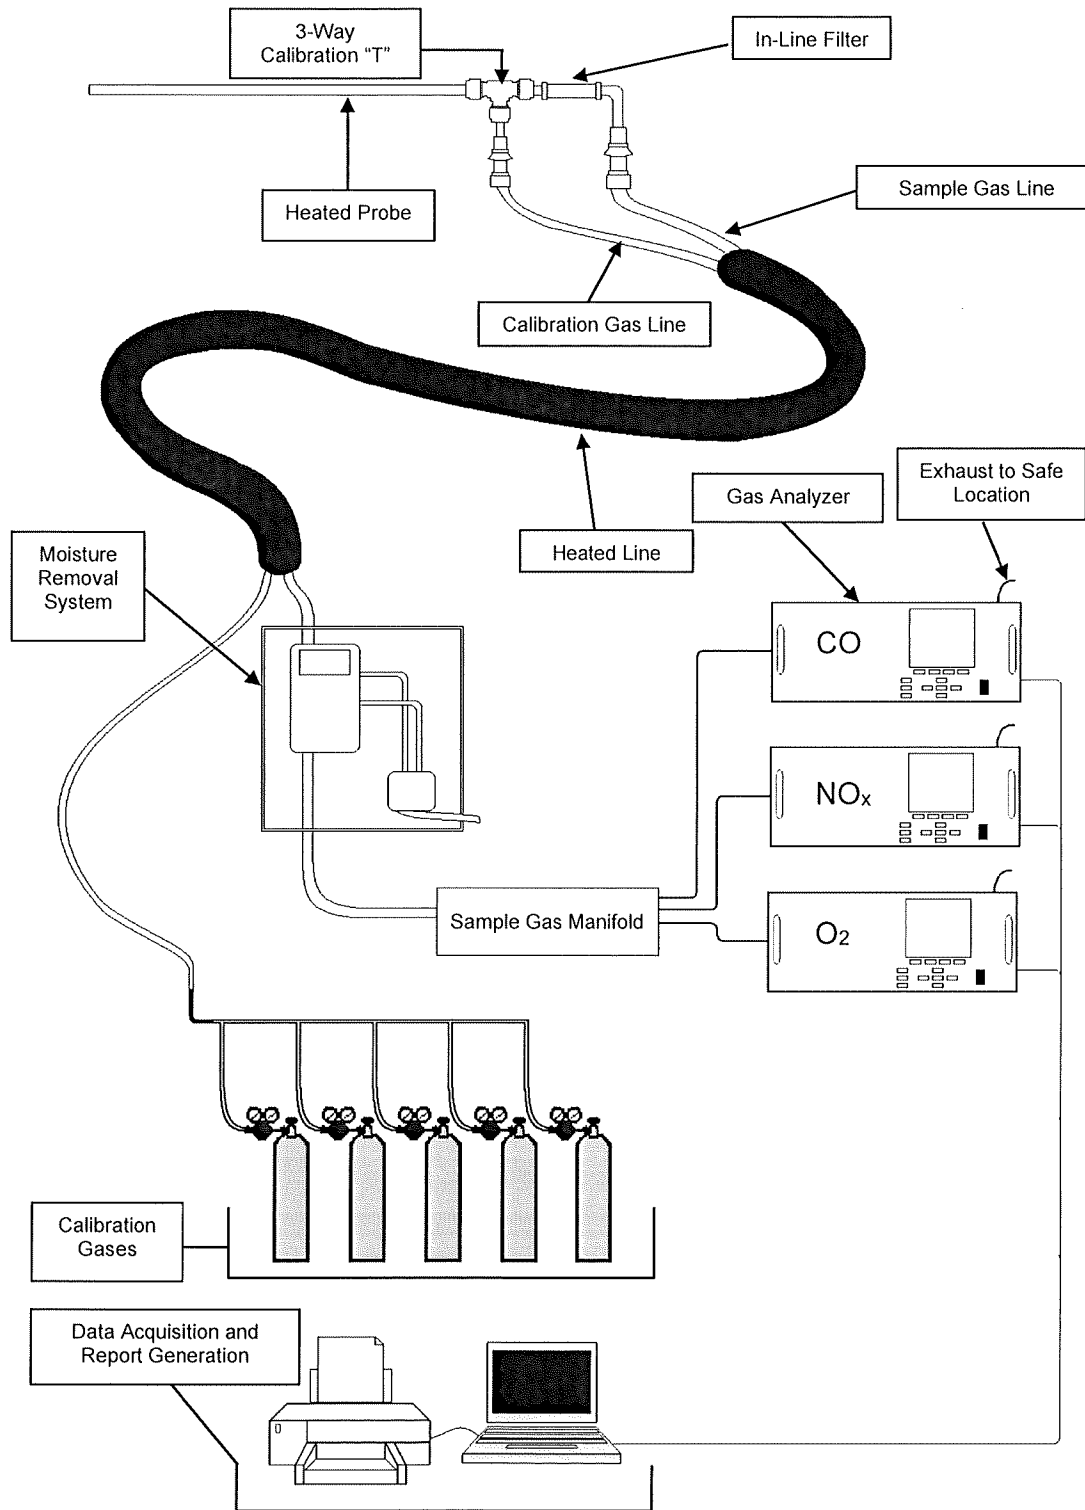 3-Way
Calibration “T”
In-Line Filter
Heated Probe
Sample Gas Line
Calibration Gas Line
Heated Line
Gas Analyzer
Exhaust to Safe
Location
Moisture
Removal
System
CO
NOx
Sample Gas Manifold
O2
Calibration
Gases
Data Acquisition and
Report Generation